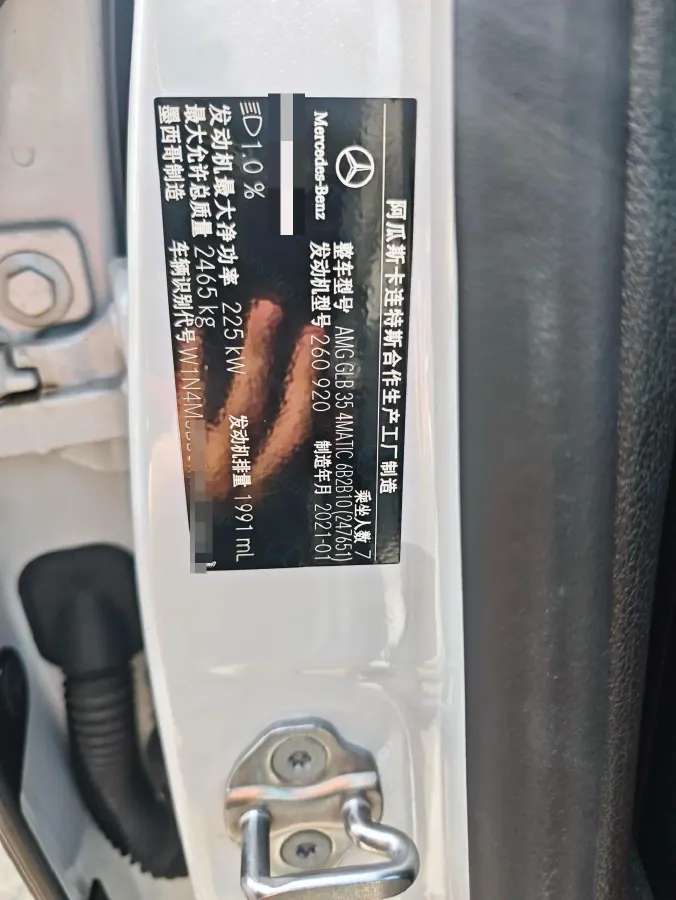 阿瓜斯卡连特斯合作生产工厂制造
Mercedes-Benz
乘坐人数 7
整车型号 AMG GLB 35 4MATIC 6B2B10(247651)
发动机型号 260 920
制造年月 2021-01
1.0 %
发动机最大净功率 225 kW
发动机排量 1991 mL
最大允许总质量 2465 kg
墨西哥制造
车辆识别代号 W1N4M